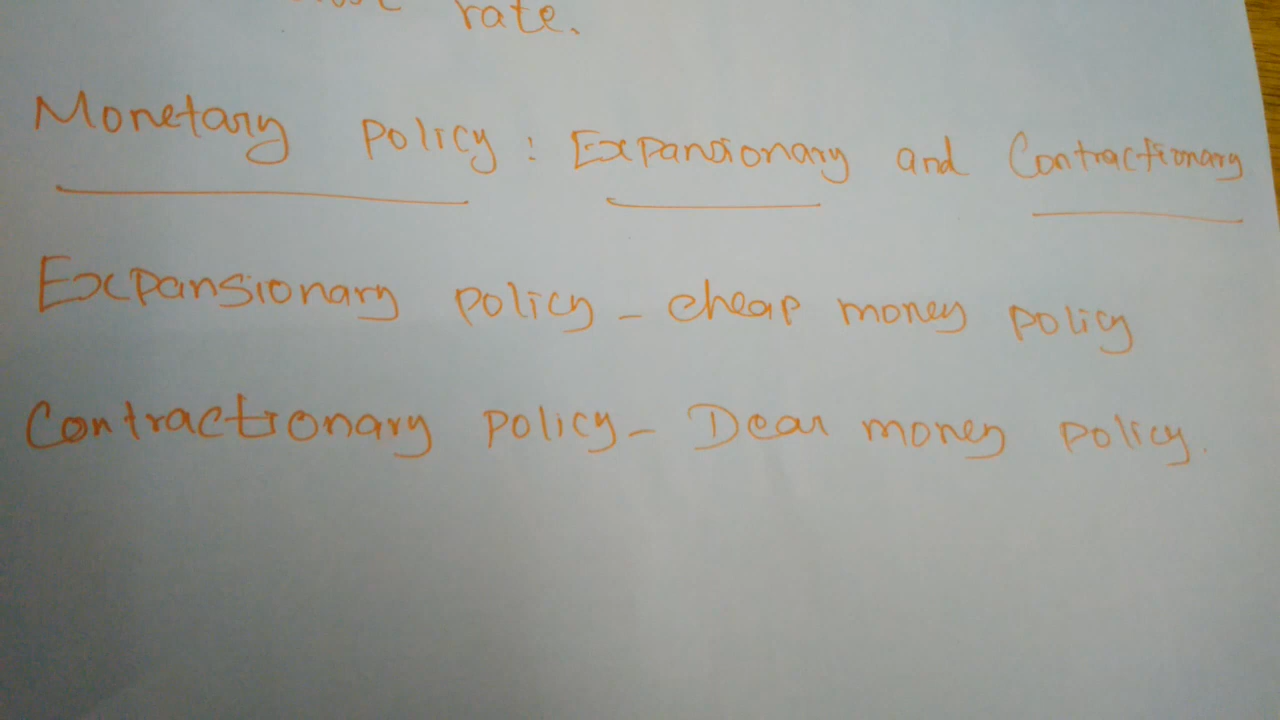 rate.
Monetary policy : Expansionary and Contractionary
Expansionary policy - cheap money policy
Contractionary policy - Dear money policy.